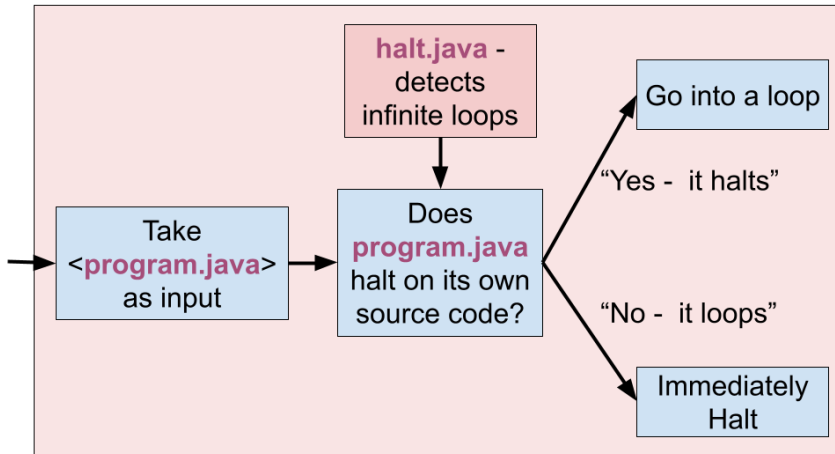 halt.java -
detects
infinite loops
Go into a loop
“Yes -  it halts”
Take
<program.java>
as input
Does
program.java
halt on its own
source code?
“No -  it loops”
Immediately
Halt